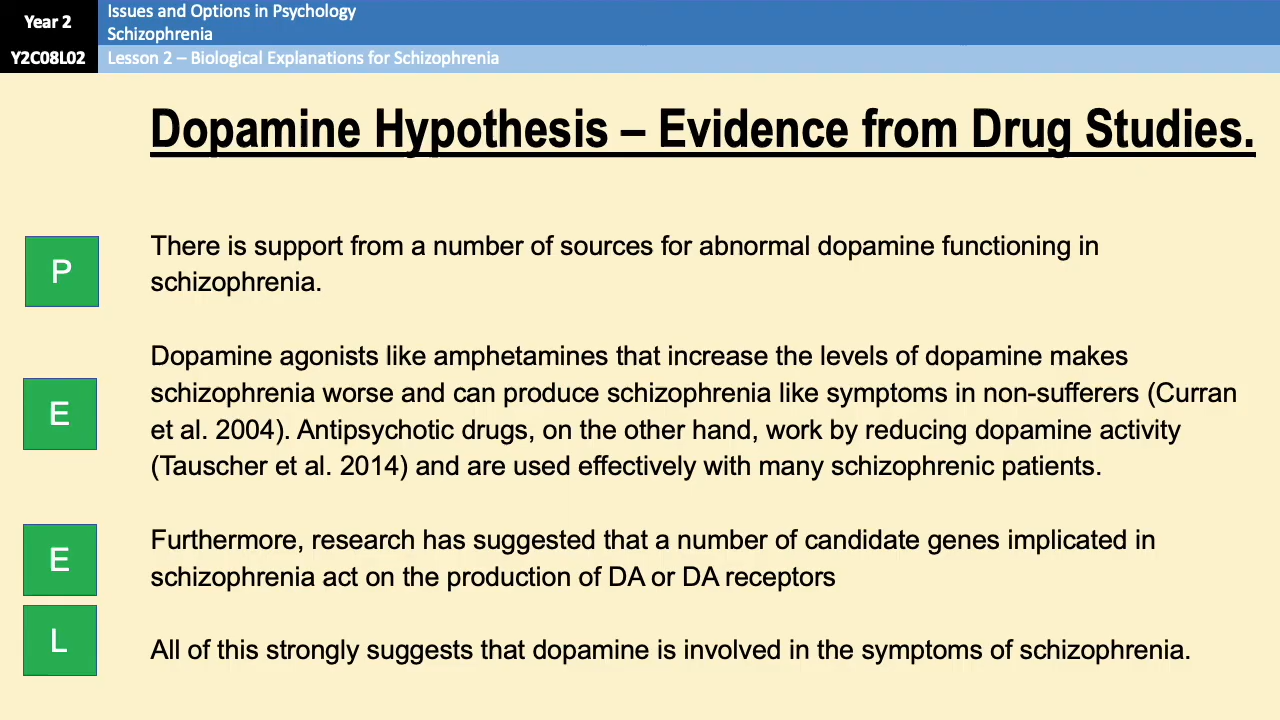 Year 2
Issues and Options in Psychology
Schizophrenia
Y2C08L02
Lesson 2 – Biological Explanations for Schizophrenia
Dopamine Hypothesis – Evidence from Drug Studies.
P
There is support from a number of sources for abnormal dopamine functioning in
schizophrenia.
E
Dopamine agonists like amphetamines that increase the levels of dopamine makes
schizophrenia worse and can produce schizophrenia like symptoms in non-sufferers (Curran
et al. 2004). Antipsychotic drugs, on the other hand, work by reducing dopamine activity
(Tauscher et al. 2014) and are used effectively with many schizophrenic patients.
E
Furthermore, research has suggested that a number of candidate genes implicated in
schizophrenia act on the production of DA or DA receptors
L
All of this strongly suggests that dopamine is involved in the symptoms of schizophrenia.